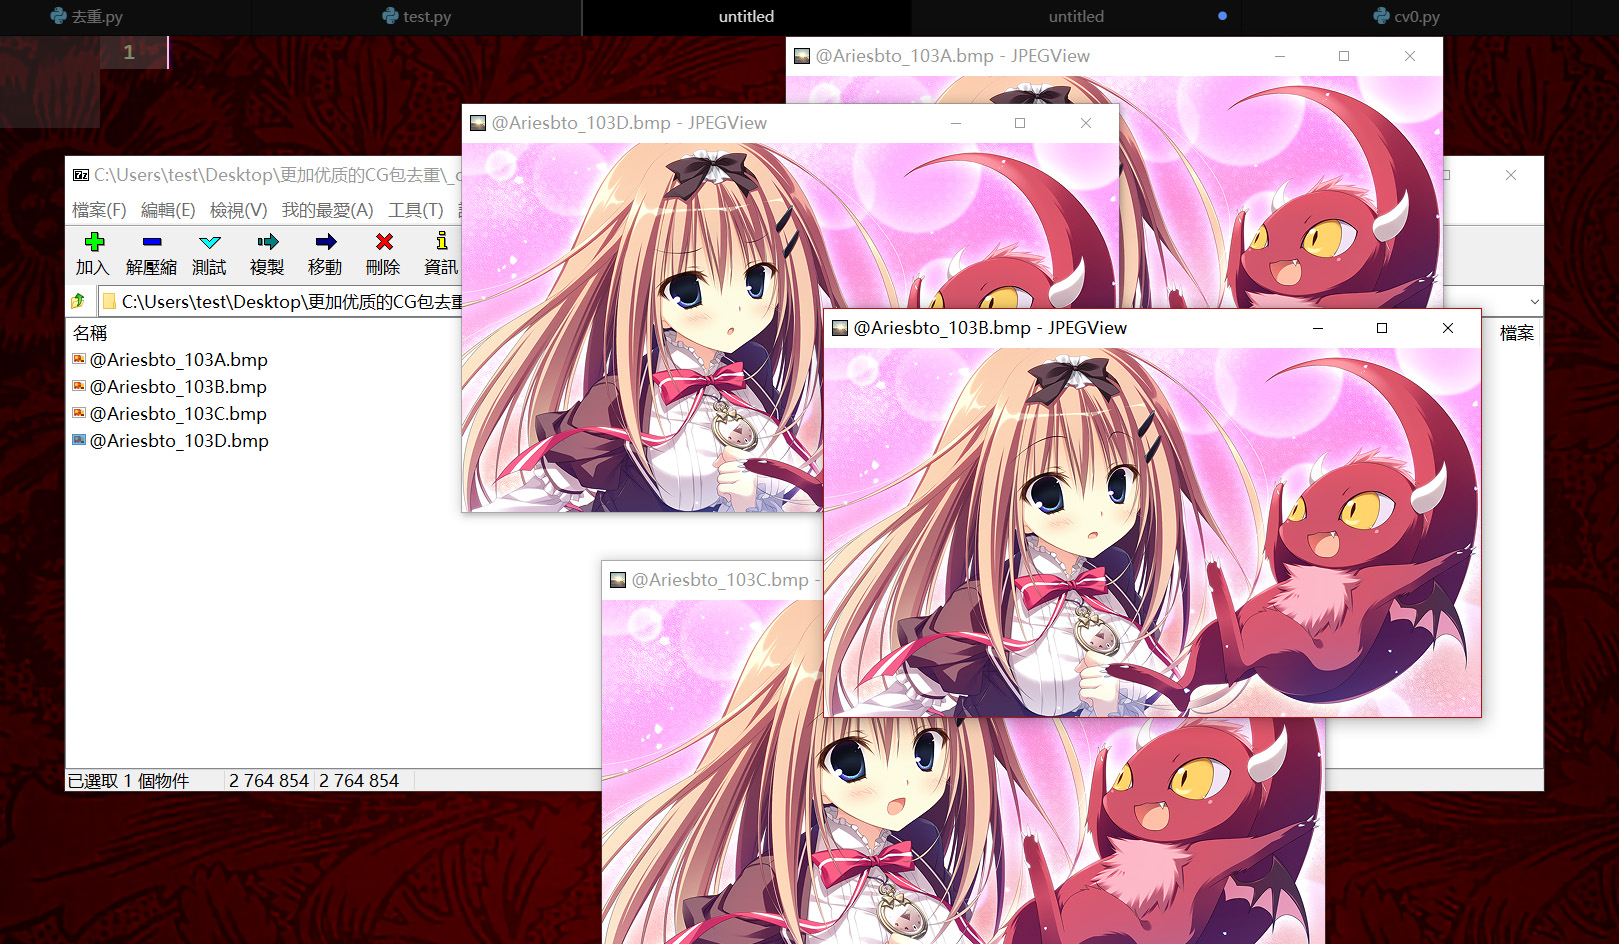 去重.py
test.py
untitled
untitled
cv0.py
1
@Ariesbto_103A.bmp - JPEGView
@Ariesbto_103D.bmp - JPEGView
C:\Users\test\Desktop\更加优质的CG包去重\_c
檔案(F) 編輯(E) 檢視(V) 我的最愛(A) 工具(T)
加入 解壓縮 測試 複製 移動 刪除 資訊
C:\Users\test\Desktop\更加优质的CG包去重
@Ariesbto_103B.bmp - JPEGView
名稱
檔案
@Ariesbto_103A.bmp
@Ariesbto_103B.bmp
@Ariesbto_103C.bmp
@Ariesbto_103D.bmp
@Ariesbto_103C.bmp -
已選取 1 個物件
2 764 854
2 764 854